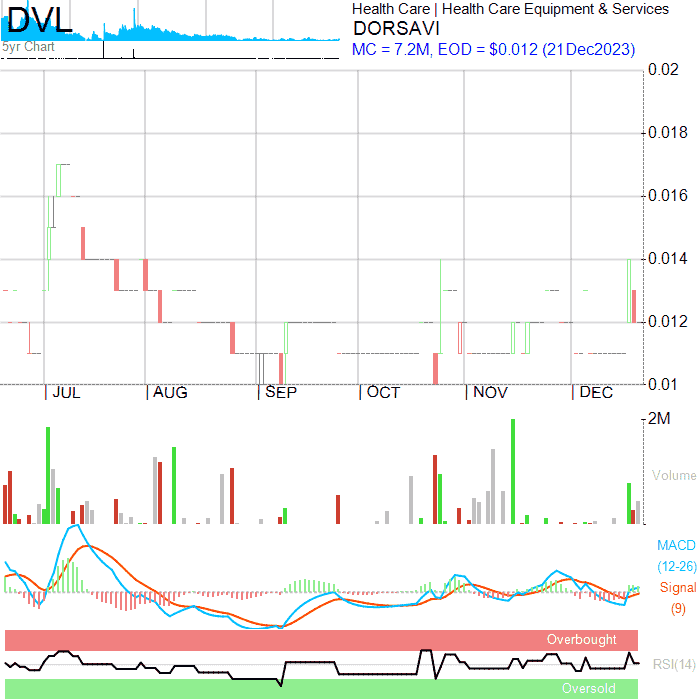 DVL
5yr Chart
Health Care | Health Care Equipment & Services
DORSAVI
MC = 7.2M, EOD = $0.012 (21Dec2023)
0.02
0.018
0.016
0.014
0.012
0.01
JUL AUG SEP OCT NOV DEC
2M
Volume
MACD
(12-26)
Signal
(9)
Overbought
RSI(14)
Oversold